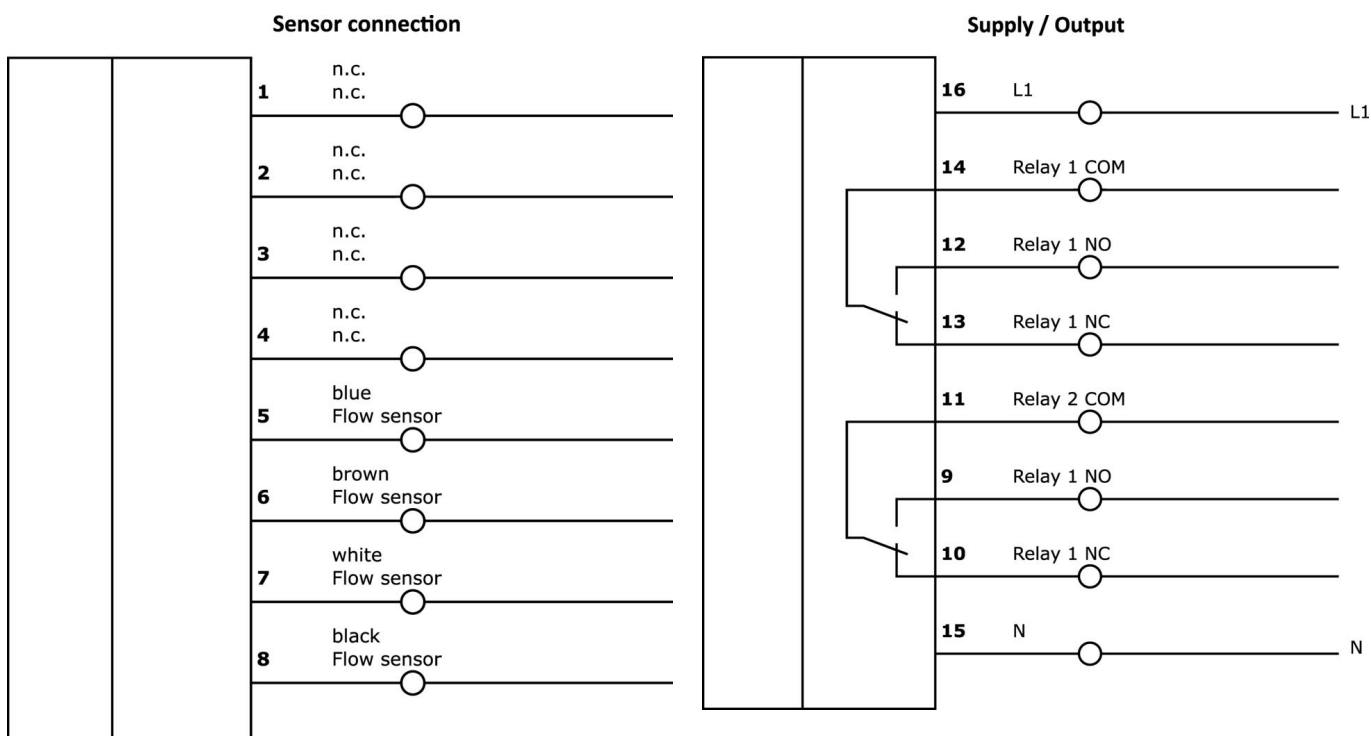 Sensor connection
n.c.
1 n.c.
n.c.
2 n.c.
n.c.
3 n.c.
n.c.
4 n.c.
blue
5 Flow sensor
brown
6 Flow sensor
white
7 Flow sensor
black
8 Flow sensor
Supply / Output
16 L1
L1
14 Relay 1 COM
12 Relay 1 NO
13 Relay 1 NC
11 Relay 2 COM
9 Relay 1 NO
10 Relay 1 NC
15 N
N